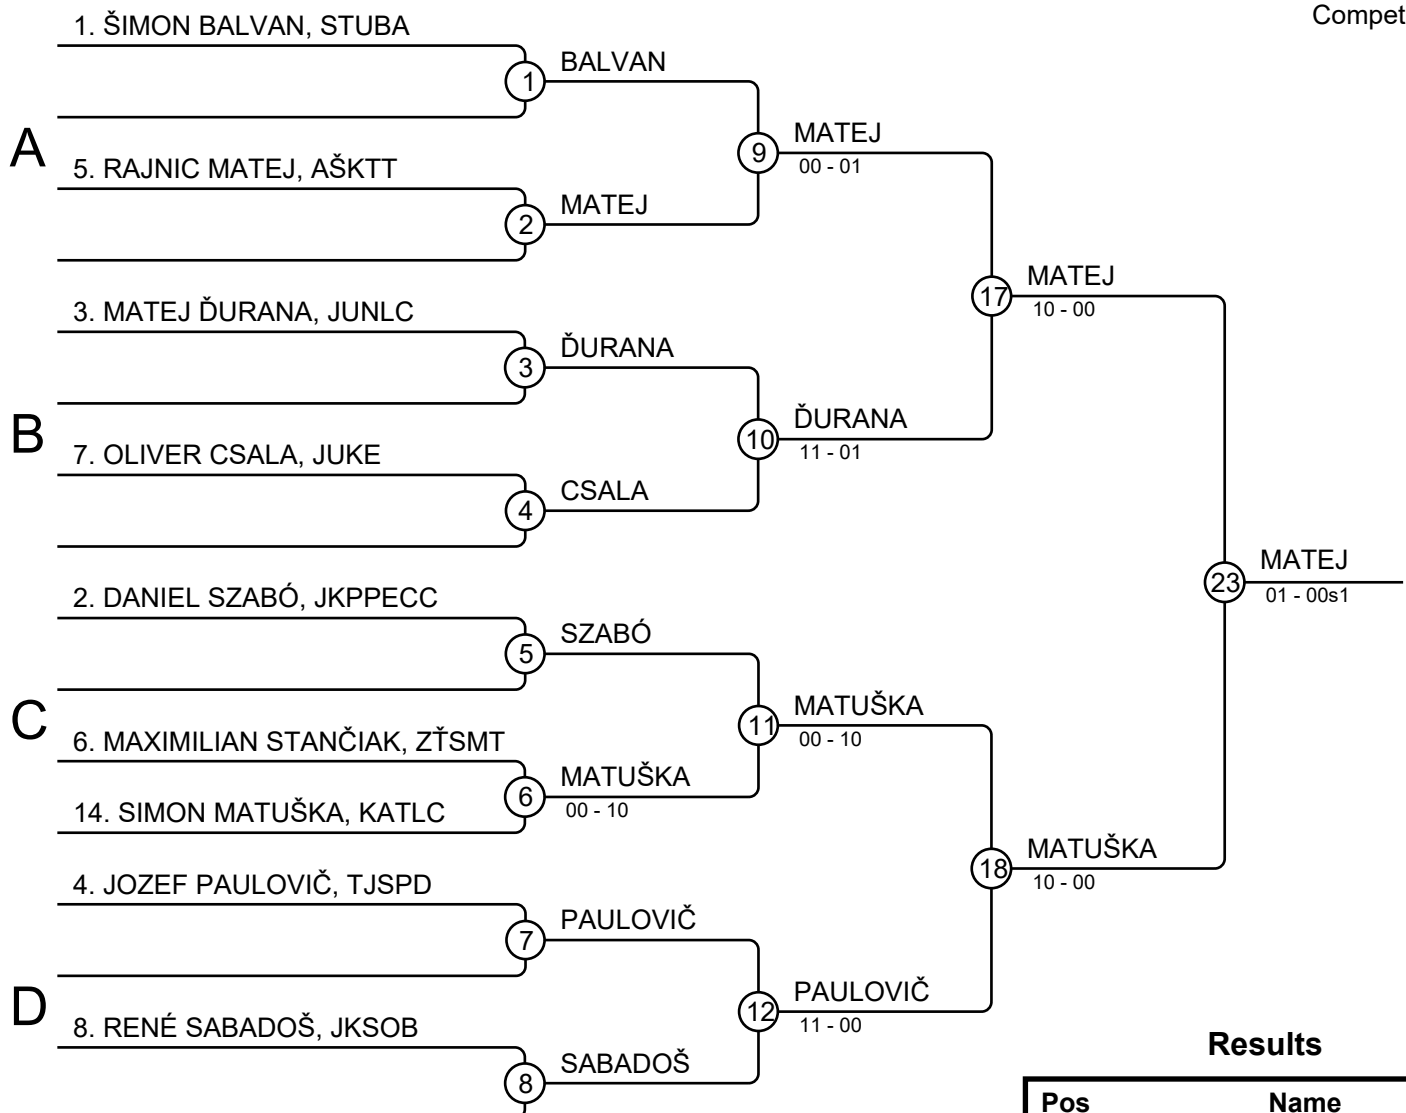 Compet
1. ŠIMON BALVAN, STUBA
1
BALVAN
A
9
MATEJ
00 - 01
5. RAJNIC MATEJ, AŠKTT
2
MATEJ
17
MATEJ
10 - 00
3. MATEJ ĎURANA, JUNLC
3
ĎURANA
B
10
ĎURANA
11 - 01
7. OLIVER CSALA, JUKE
4
CSALA
23
MATEJ
01 - 00s1
2. DANIEL SZABÓ, JKPPECC
5
SZABÓ
C
11
MATUŠKA
00 - 10
6. MAXIMILIAN STANČIAK, ZŤSMT
6
MATUŠKA
00 - 10
14. SIMON MATUŠKA, KATLC
18
MATUŠKA
10 - 00
4. JOZEF PAULOVIČ, TJSPD
7
PAULOVIČ
D
12
PAULOVIČ
11 - 00
8. RENÉ SABADOŠ, JKSOB
8
SABADOŠ
Results
Pos Name